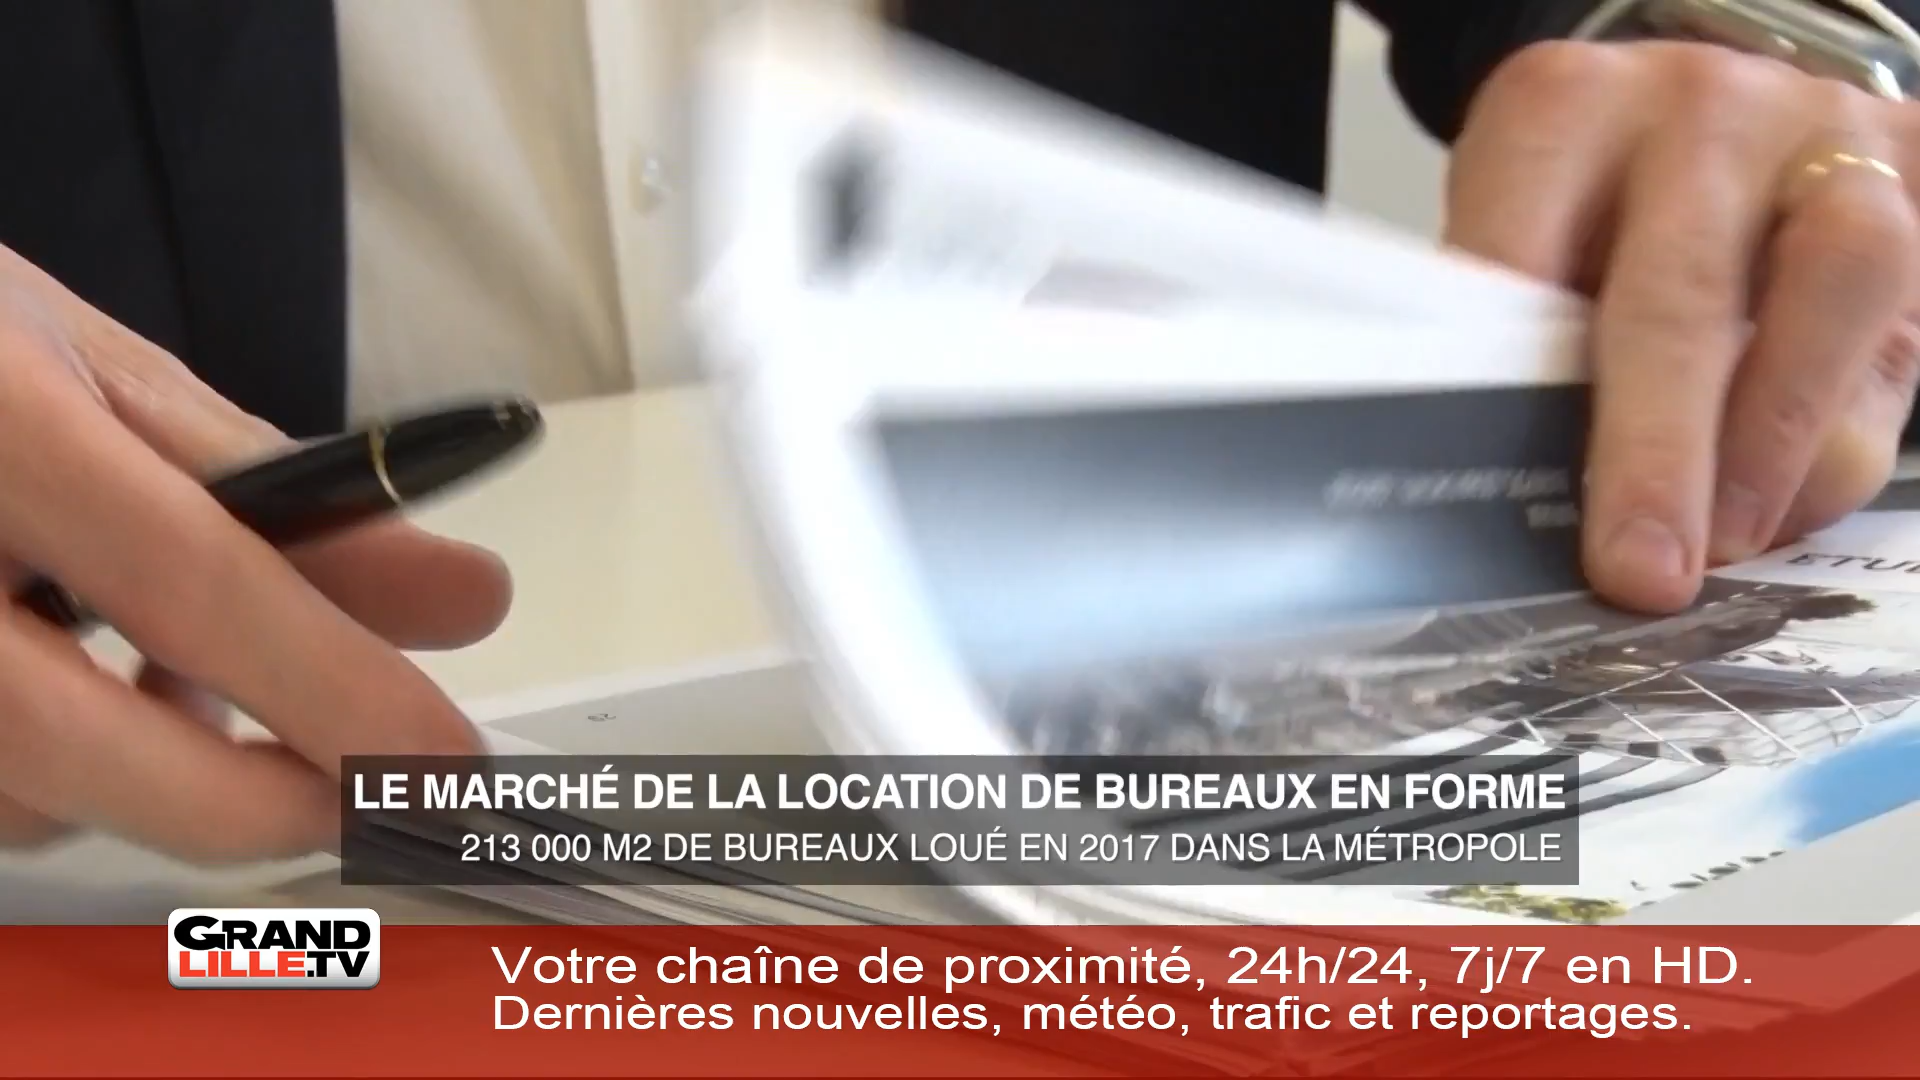 LE MARCHÉ DE LA LOCATION DE BUREAUX EN FORME
213 000 M2 DE BUREAUX LOUÉ EN 2017 DANS LA MÉTROPOLE
GRAND
LILLE.TV
Votre chaîne de proximité, 24h/24, 7j/7 en HD.
Dernières nouvelles, météo, trafic et reportages.